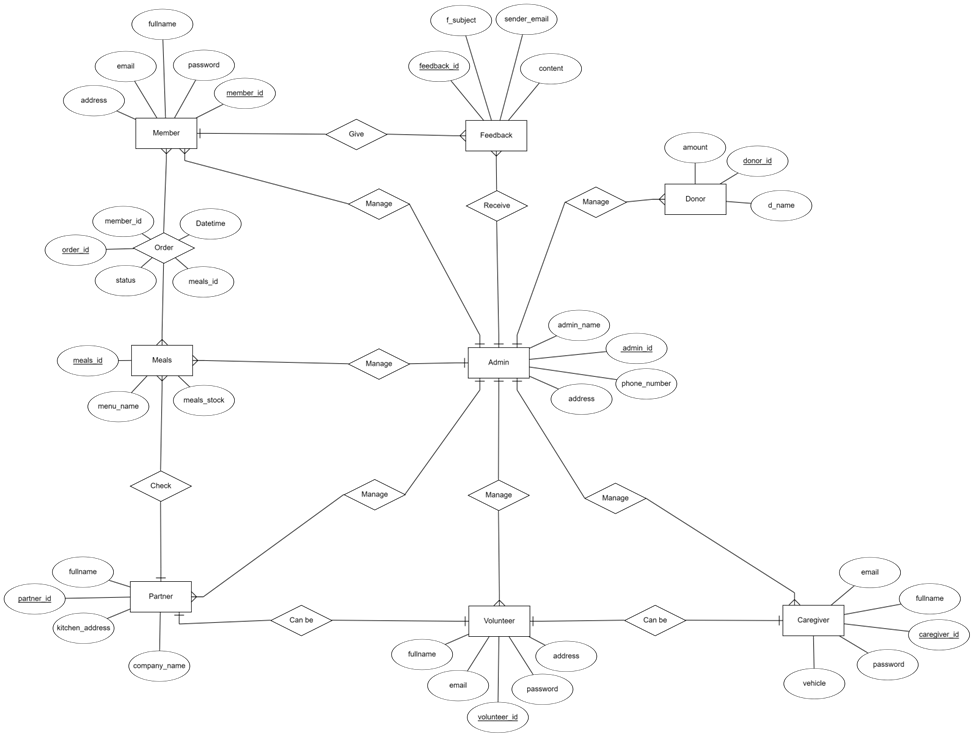 fullname
f_subject
sender_email
email
password
feedback_id
content
address
member_id
Member
Give
Feedback
amount
donor_id
Manage
Receive
Manage
Donor
d_name
member_id
Datetime
order_id
Order
status
meals_id
admin_name
meals_id
Meals
Manage
Admin
admin_id
phone_number
menu_name
meals_stock
address
Check
Manage
Manage
Manage
fullname
email
partner_id
Partner
fullname
kitchen_address
Can be
Volunteer
Can be
Caregiver
caregiver_id
company_name
fullname
address
password
email
password
vehicle
volunteer_id